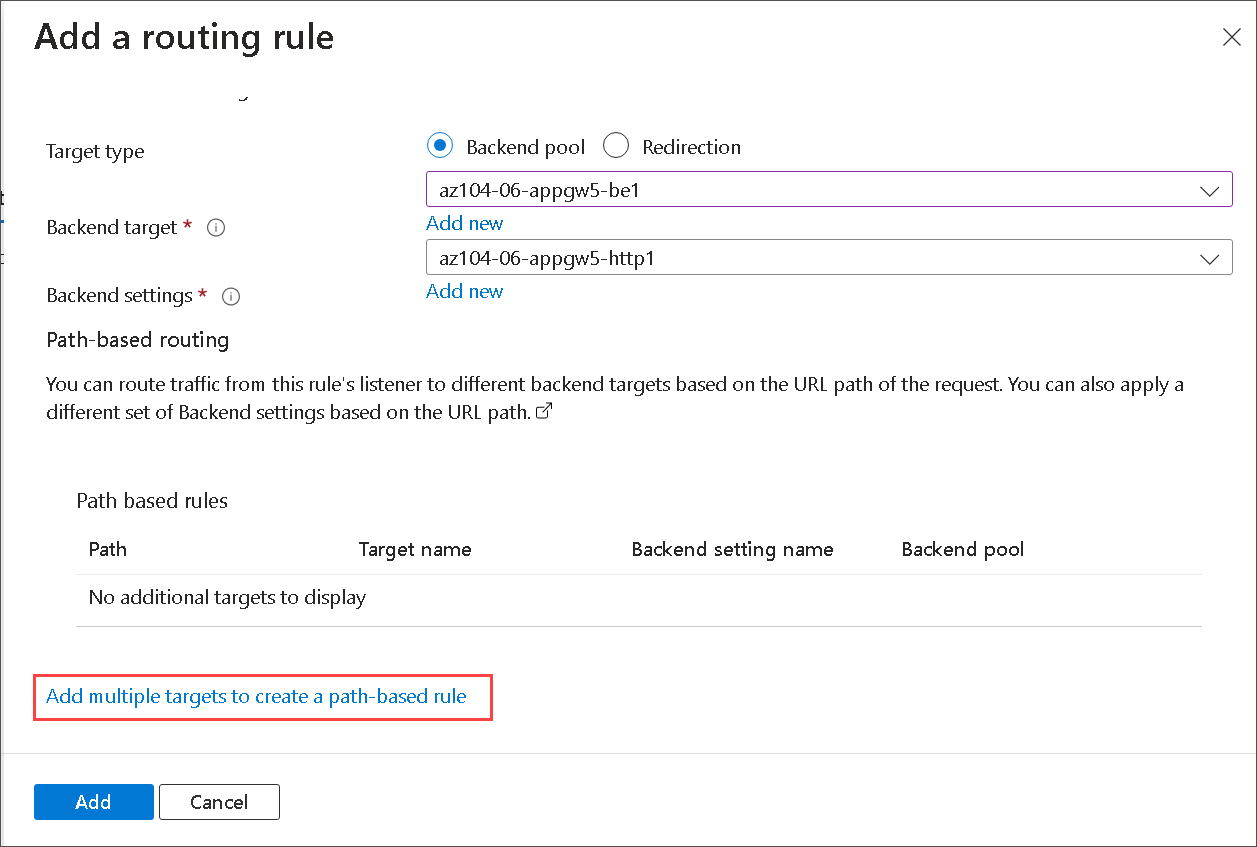 Add a routing rule
Target type
Backend pool
Redirection
az104-06-appgw5-be1
Backend target *
Add new
az104-06-appgw5-http1
Backend settings *
Add new
Path-based routing
You can route traffic from this rule's listener to different backend targets based on the URL path of the request. You can also apply a
different set of Backend settings based on the URL path.
Path based rules
Path Target name Backend setting name Backend pool
No additional targets to display
Add multiple targets to create a path-based rule
Add
Cancel